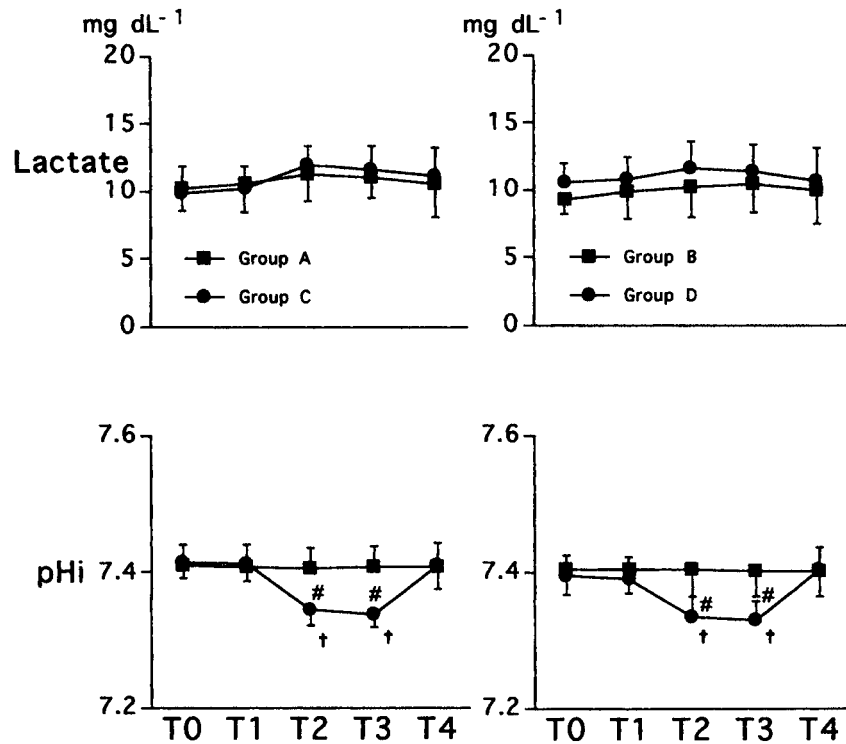 mg dL-1 mg dL-1
20 20
15 15
Lactate
10 10
5 5
Group A Group B
Group C Group D
0 0
7.6 7.6
pHi 7.4 7.4
# # # #
† † † †
7.2 7.2
T0 T1 T2 T3 T4 T0 T1 T2 T3 T4